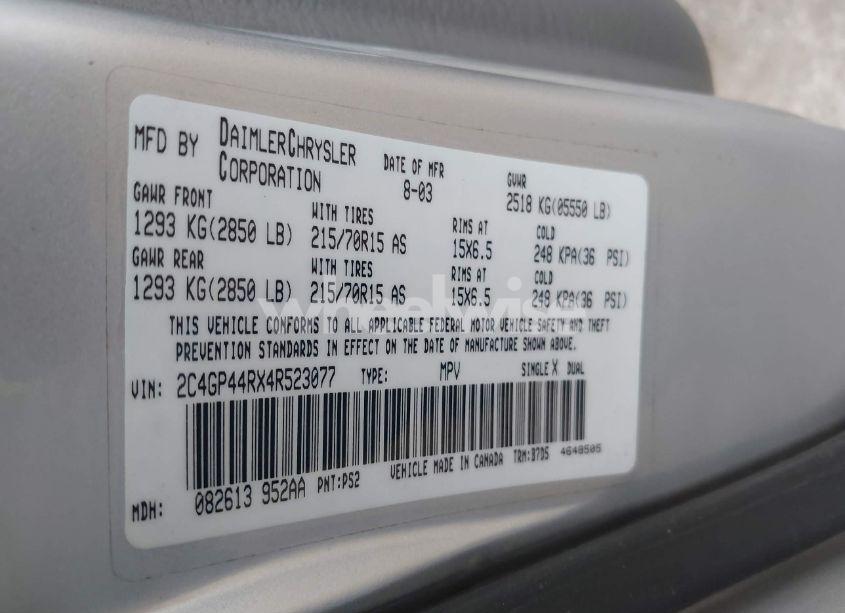 MFD BY DAIMLERCHRYSLER CORPORATION DATE OF MFR 8-03 GVWR 2518 KG(05550 LB)
GAWR FRONT WITH TIRES RIMS AT COLD
1293 KG(2850 LB) 215/70R15 AS 15X6.5 248 KPA(36 PSI)
GAWR REAR WITH TIRES RIMS AT COLD
1293 KG(2850 LB) 215/70R15 AS 15X6.5 248 KPA(36 PSI)
THIS VEHICLE CONFORMS TO ALL APPLICABLE FEDERAL MOTOR VEHICLE SAFETY AND THEFT
PREVENTION STANDARDS IN EFFECT ON THE DATE OF MANUFACTURE SHOWN ABOVE.
VIN: 2C4GP44RX4R523077 TYPE: MPV SINGLE X DUAL
VEHICLE MADE IN CANADA TRM:B7D5 4648505
MDH: 082613 952AA PNT:PS2
wheelwise